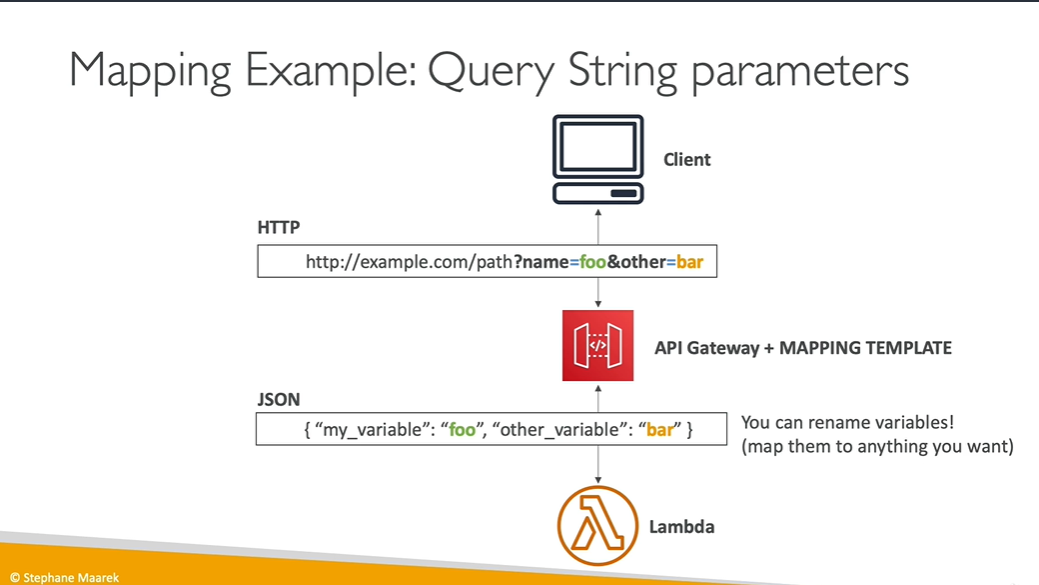 Mapping Example: Query String parameters
Client
HTTP
http://example.com/path?name=foo&other=bar
</>
API Gateway + MAPPING TEMPLATE
JSON
{ “my_variable”: “foo”, “other_variable”: “bar” }
You can rename variables!
(map them to anything you want)
Lambda
© Stephane Maarek